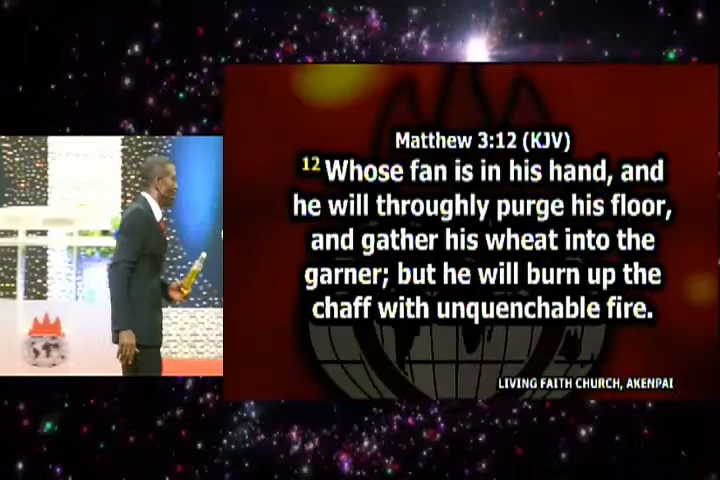 Matthew 3:12 (KJV)
12 Whose fan is in his hand, and
he will throughly purge his floor,
and gather his wheat into the
garner; but he will burn up the
chaff with unquenchable fire.
LIVING FAITH CHURCH, AKENPAI